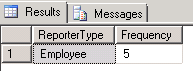 Results Messages
ReporterType Frequency
1 Employee 5